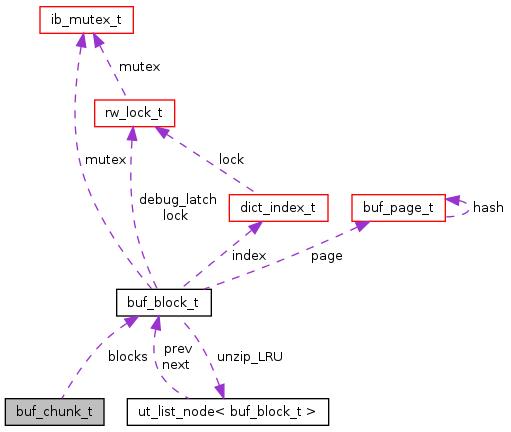 ib_mutex_t
mutex
rw_lock_t
mutex
lock
debug_latch
lock
dict_index_t
buf_page_t
hash
index
page
buf_block_t
blocks
prev
next
unzip_LRU
buf_chunk_t
ut_list_node< buf_block_t >